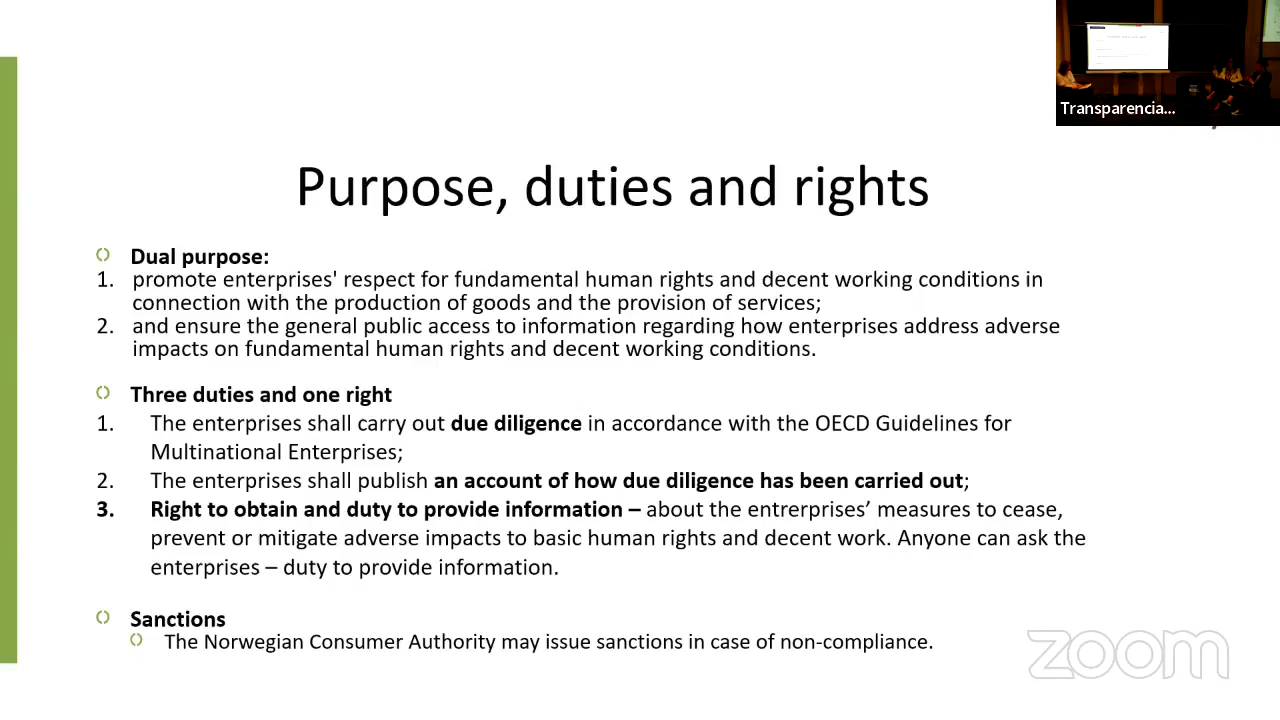 Transparencia...
Purpose, duties and rights
Dual purpose:
1. promote enterprises' respect for fundamental human rights and decent working conditions in
connection with the production of goods and the provision of services;
2. and ensure the general public access to information regarding how enterprises address adverse
impacts on fundamental human rights and decent working conditions.
Three duties and one right
1. The enterprises shall carry out due diligence in accordance with the OECD Guidelines for
Multinational Enterprises;
2. The enterprises shall publish an account of how due diligence has been carried out;
3. Right to obtain and duty to provide information – about the entrerprises’ measures to cease,
prevent or mitigate adverse impacts to basic human rights and decent work. Anyone can ask the
enterprises – duty to provide information.
Sanctions
The Norwegian Consumer Authority may issue sanctions in case of non-compliance.
zoom